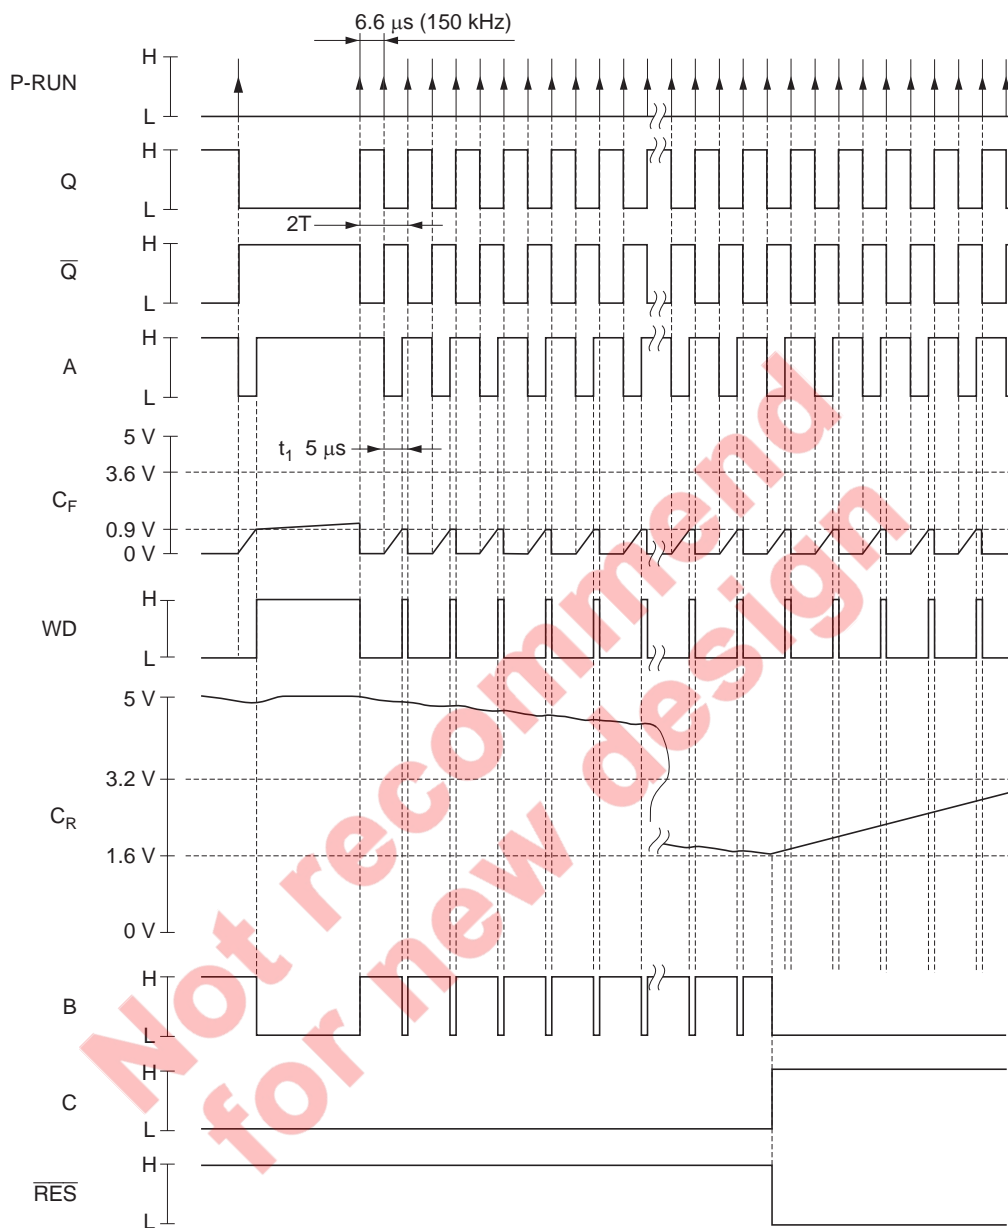 6.6 µs (150 kHz)
H
P-RUN
L
H
Q
L
2T
H
Q
L
H
A
L
5 V
t1 5 µs
3.6 V
CF
0.9 V
0 V
H
WD
L
5 V
3.2 V
CR
1.6 V
0 V
H
B
L
H
C
L
H
RES
L
Not recommend
for new design